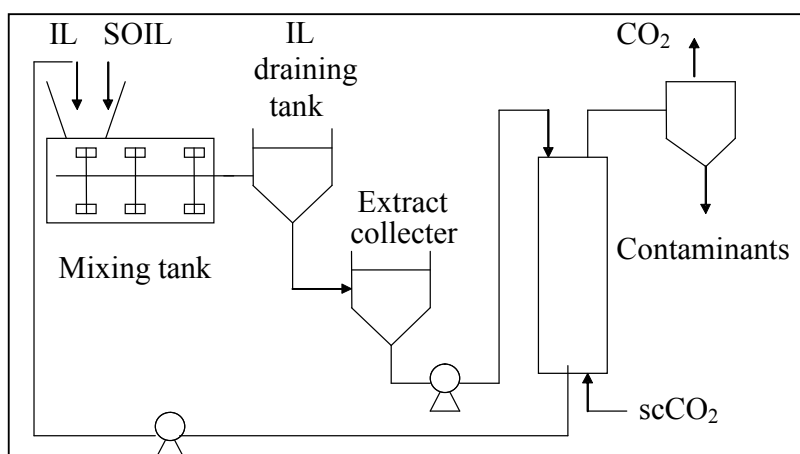 IL SOIL
IL
draining
tank
CO₂
Extract
collecter
Mixing tank
Contaminants
scCO₂